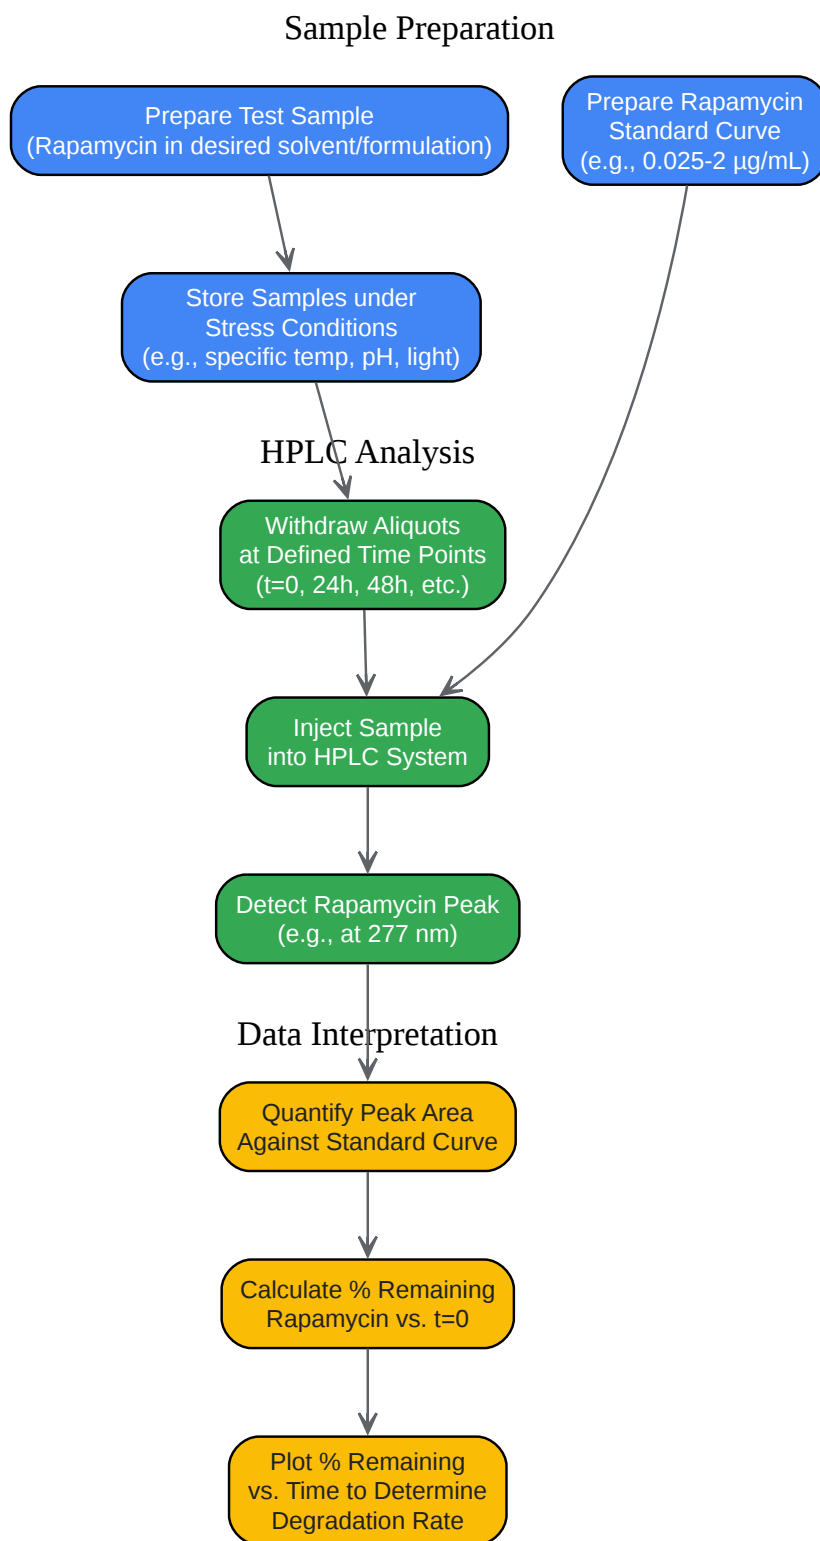 Sample Preparation
Prepare Test Sample
(Rapamycin in desired solvent/formulation)
Prepare Rapamycin
Standard Curve
(e.g., 0.025-2 µg/mL)
Store Samples under
Stress Conditions
(e.g., specific temp, pH, light)
HPLC Analysis
Withdraw Aliquots
at Defined Time Points
(t=0, 24h, 48h, etc.)
Inject Sample
into HPLC System
Detect Rapamycin Peak
(e.g., at 277 nm)
Data Interpretation
Quantify Peak Area
Against Standard Curve
Calculate % Remaining
Rapamycin vs. t=0
Plot % Remaining
vs. Time to Determine
Degradation Rate